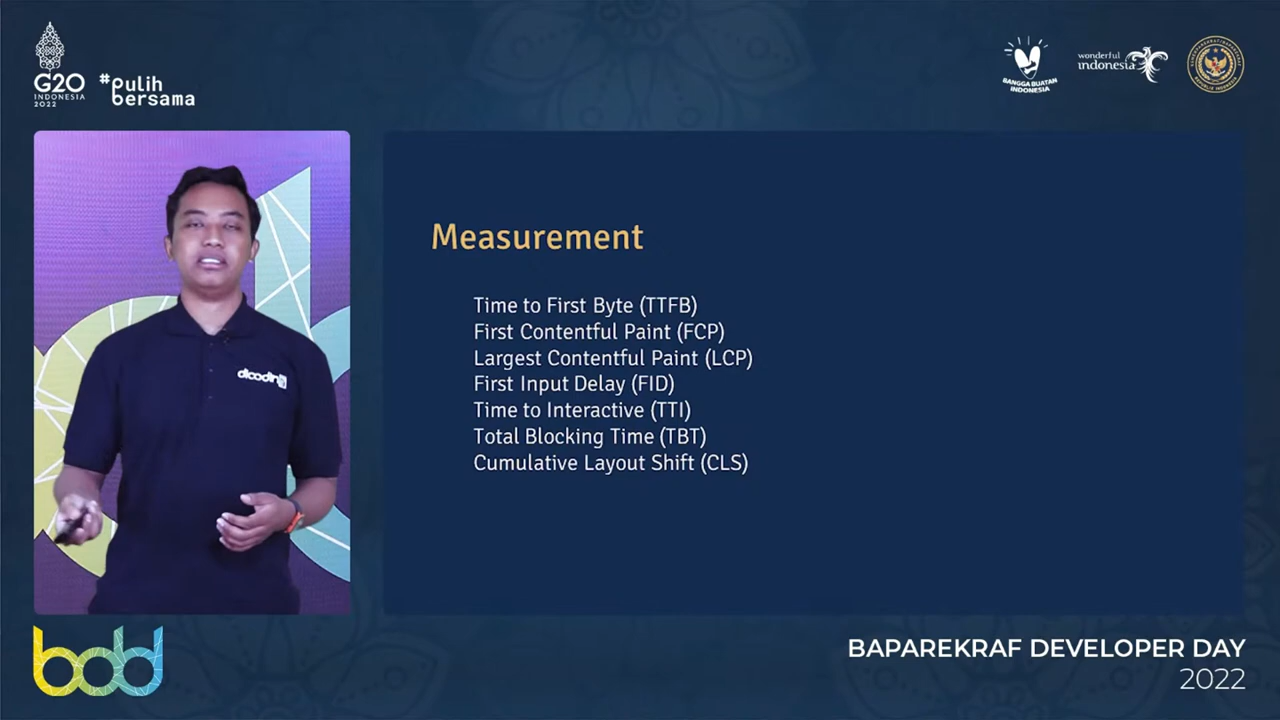 G20
INDONESIA
2022
#pulih
bersama
BANGGA BUATAN
INDONESIA
wonderful
indonesia
dicoding
Measurement
Time to First Byte (TTFB)
First Contentful Paint (FCP)
Largest Contentful Paint (LCP)
First Input Delay (FID)
Time to Interactive (TTI)
Total Blocking Time (TBT)
Cumulative Layout Shift (CLS)
bdd
BAPAREKRAF DEVELOPER DAY
2022